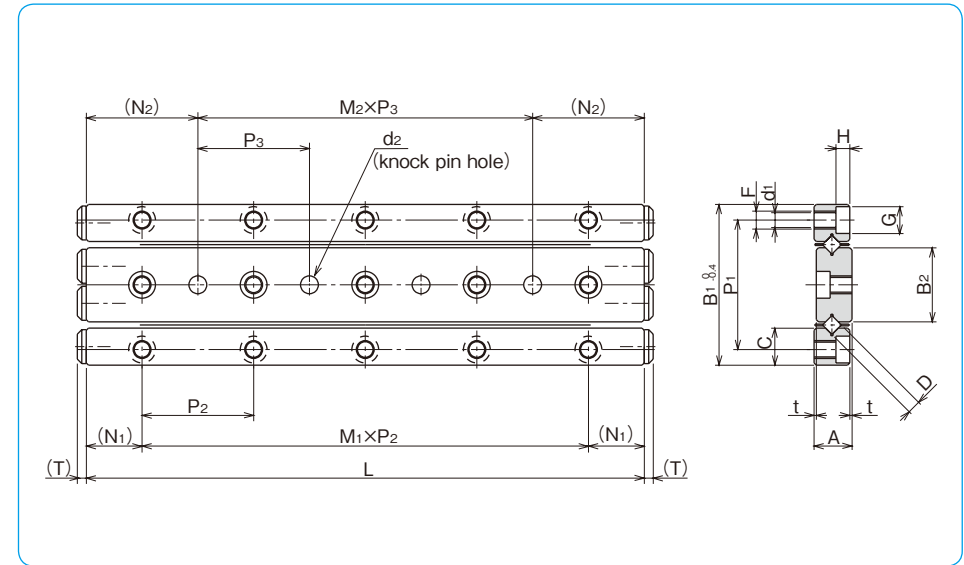 (N2) M2×P3 (N2)
P3 d2
(knock pin hole)
H
F d1 G
B1 0 -0.4 P1 B2
C
D
P2 t t
(N1) M1×P2 (N1) A
(T) L (T)